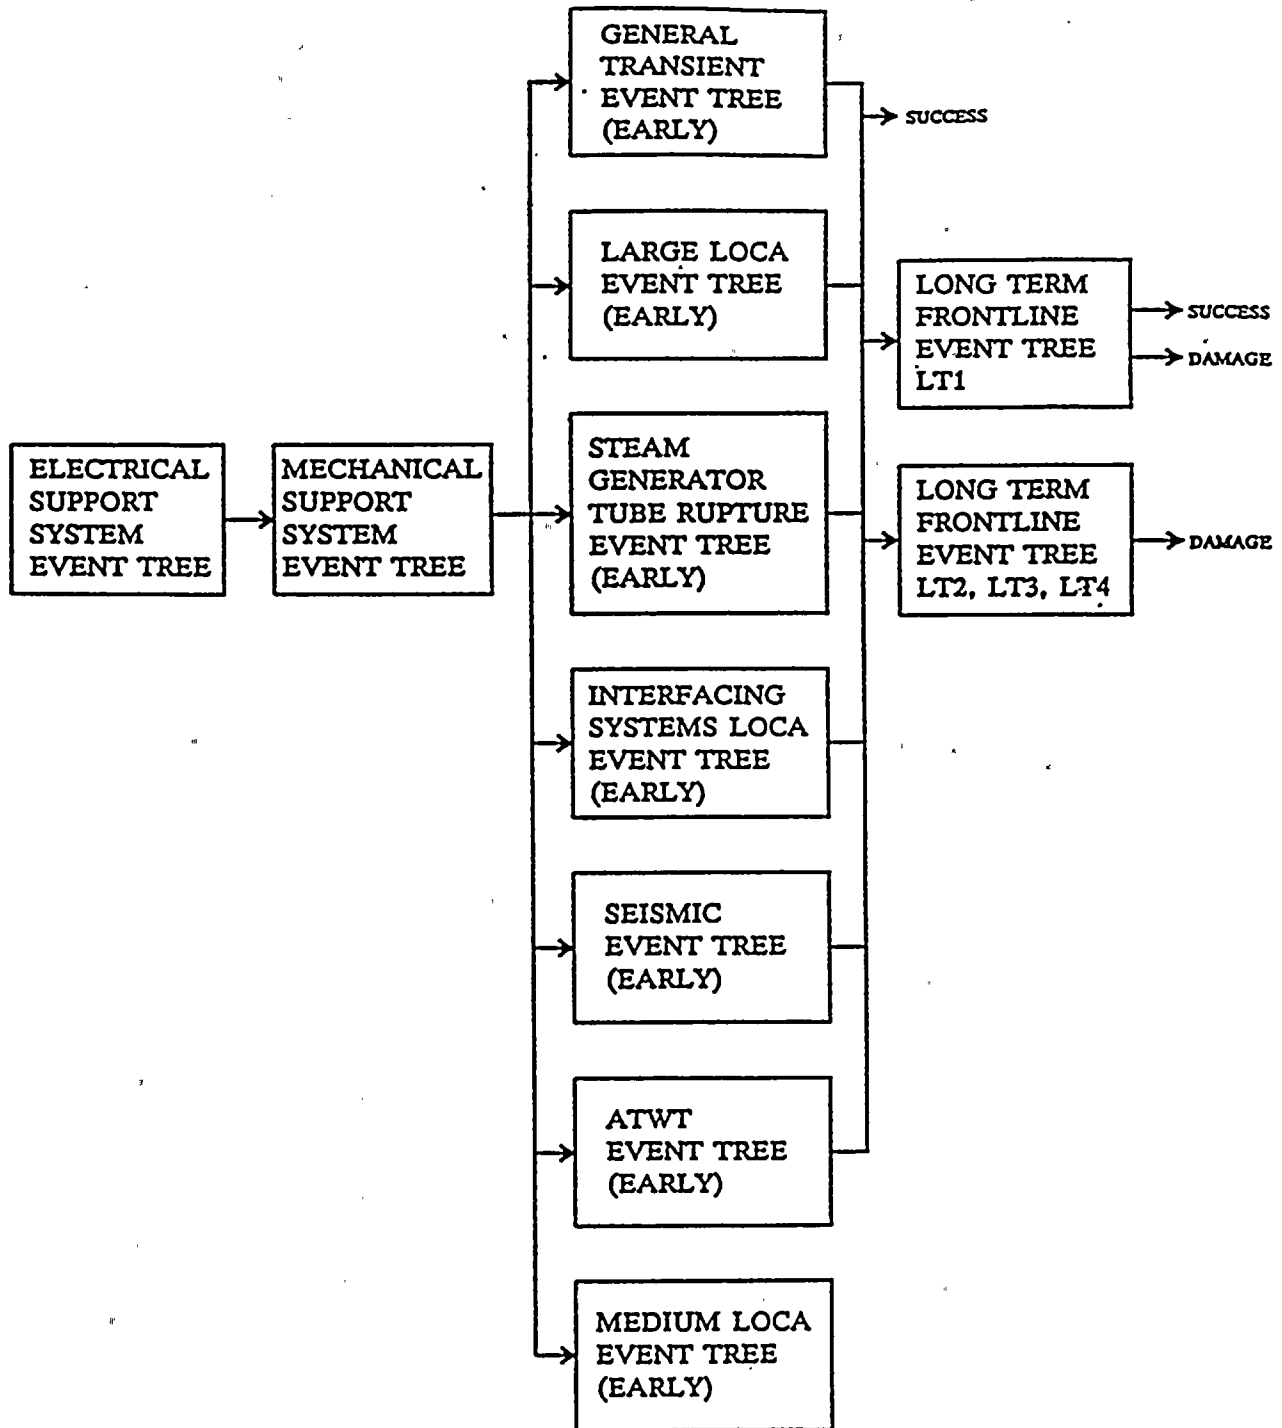 ELECTRICAL
SUPPORT
SYSTEM
EVENT TREE
MECHANICAL
SUPPORT
SYSTEM
EVENT TREE
GENERAL
TRANSIENT
EVENT TREE
(EARLY)
LARGE LOCA
EVENT TREE
(EARLY)
STEAM
GENERATOR
TUBE RUPTURE
EVENT TREE
(EARLY)
INTERFACING
SYSTEMS LOCA
EVENT TREE
(EARLY)
SEISMIC
EVENT TREE
(EARLY)
ATWT
EVENT TREE
(EARLY)
MEDIUM LOCA
EVENT TREE
(EARLY)
SUCCESS
LONG TERM
FRONTLINE
EVENT TREE
LT1
SUCCESS
DAMAGE
LONG TERM
FRONTLINE
EVENT TREE
LT2, LT3, LT4
DAMAGE